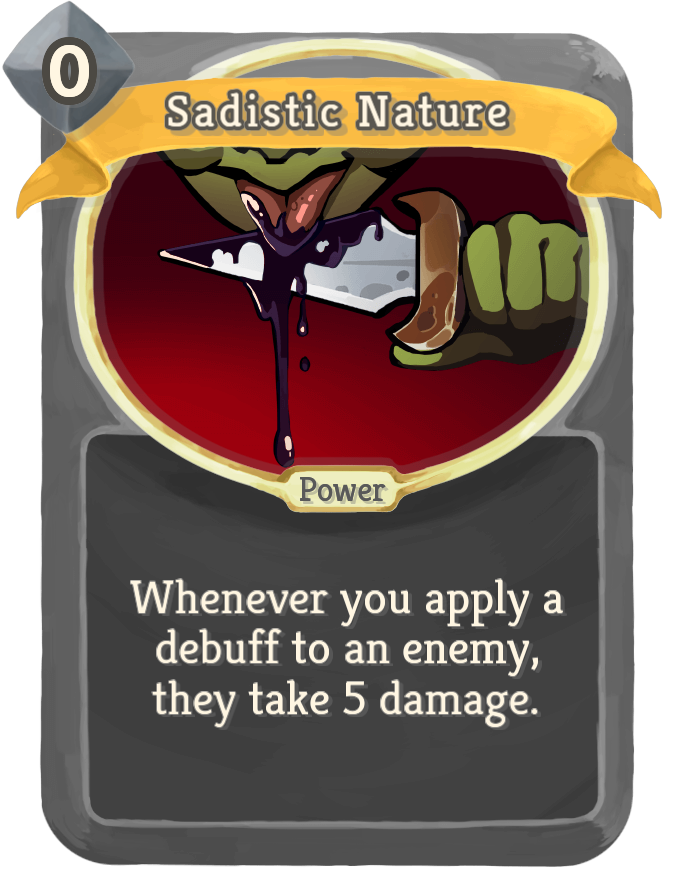 0
Sadistic Nature
Power
Whenever you apply a
debuff to an enemy,
they take 5 damage.